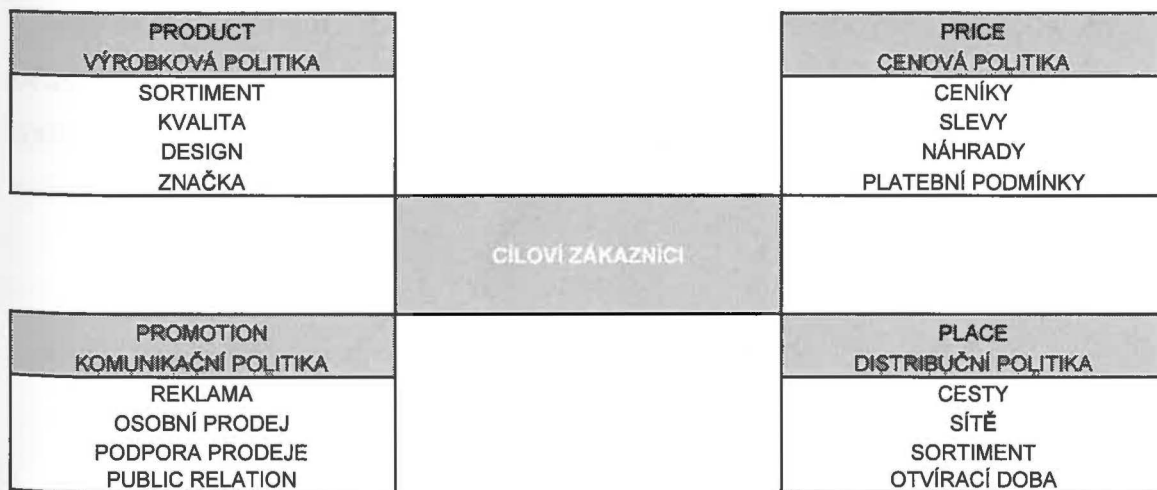 PRODUCT
VÝROBKOVÁ POLITIKA
SORTIMENT
KVALITA
DESIGN
ZNAČKA
PRICE
CENOVÁ POLITIKA
CENÍKY
SLEVY
NÁHRADY
PLATEBNÍ PODMÍNKY
CÍLOVÍ ZÁKAZNÍCI
PROMOTION
KOMUNIKAČNÍ POLITIKA
REKLAMA
OSOBNÍ PRODEJ
PODPORA PRODEJE
PUBLIC RELATION
PLACE
DISTRIBUČNÍ POLITIKA
CESTY
SÍTĚ
SORTIMENT
OTVÍRACÍ DOBA